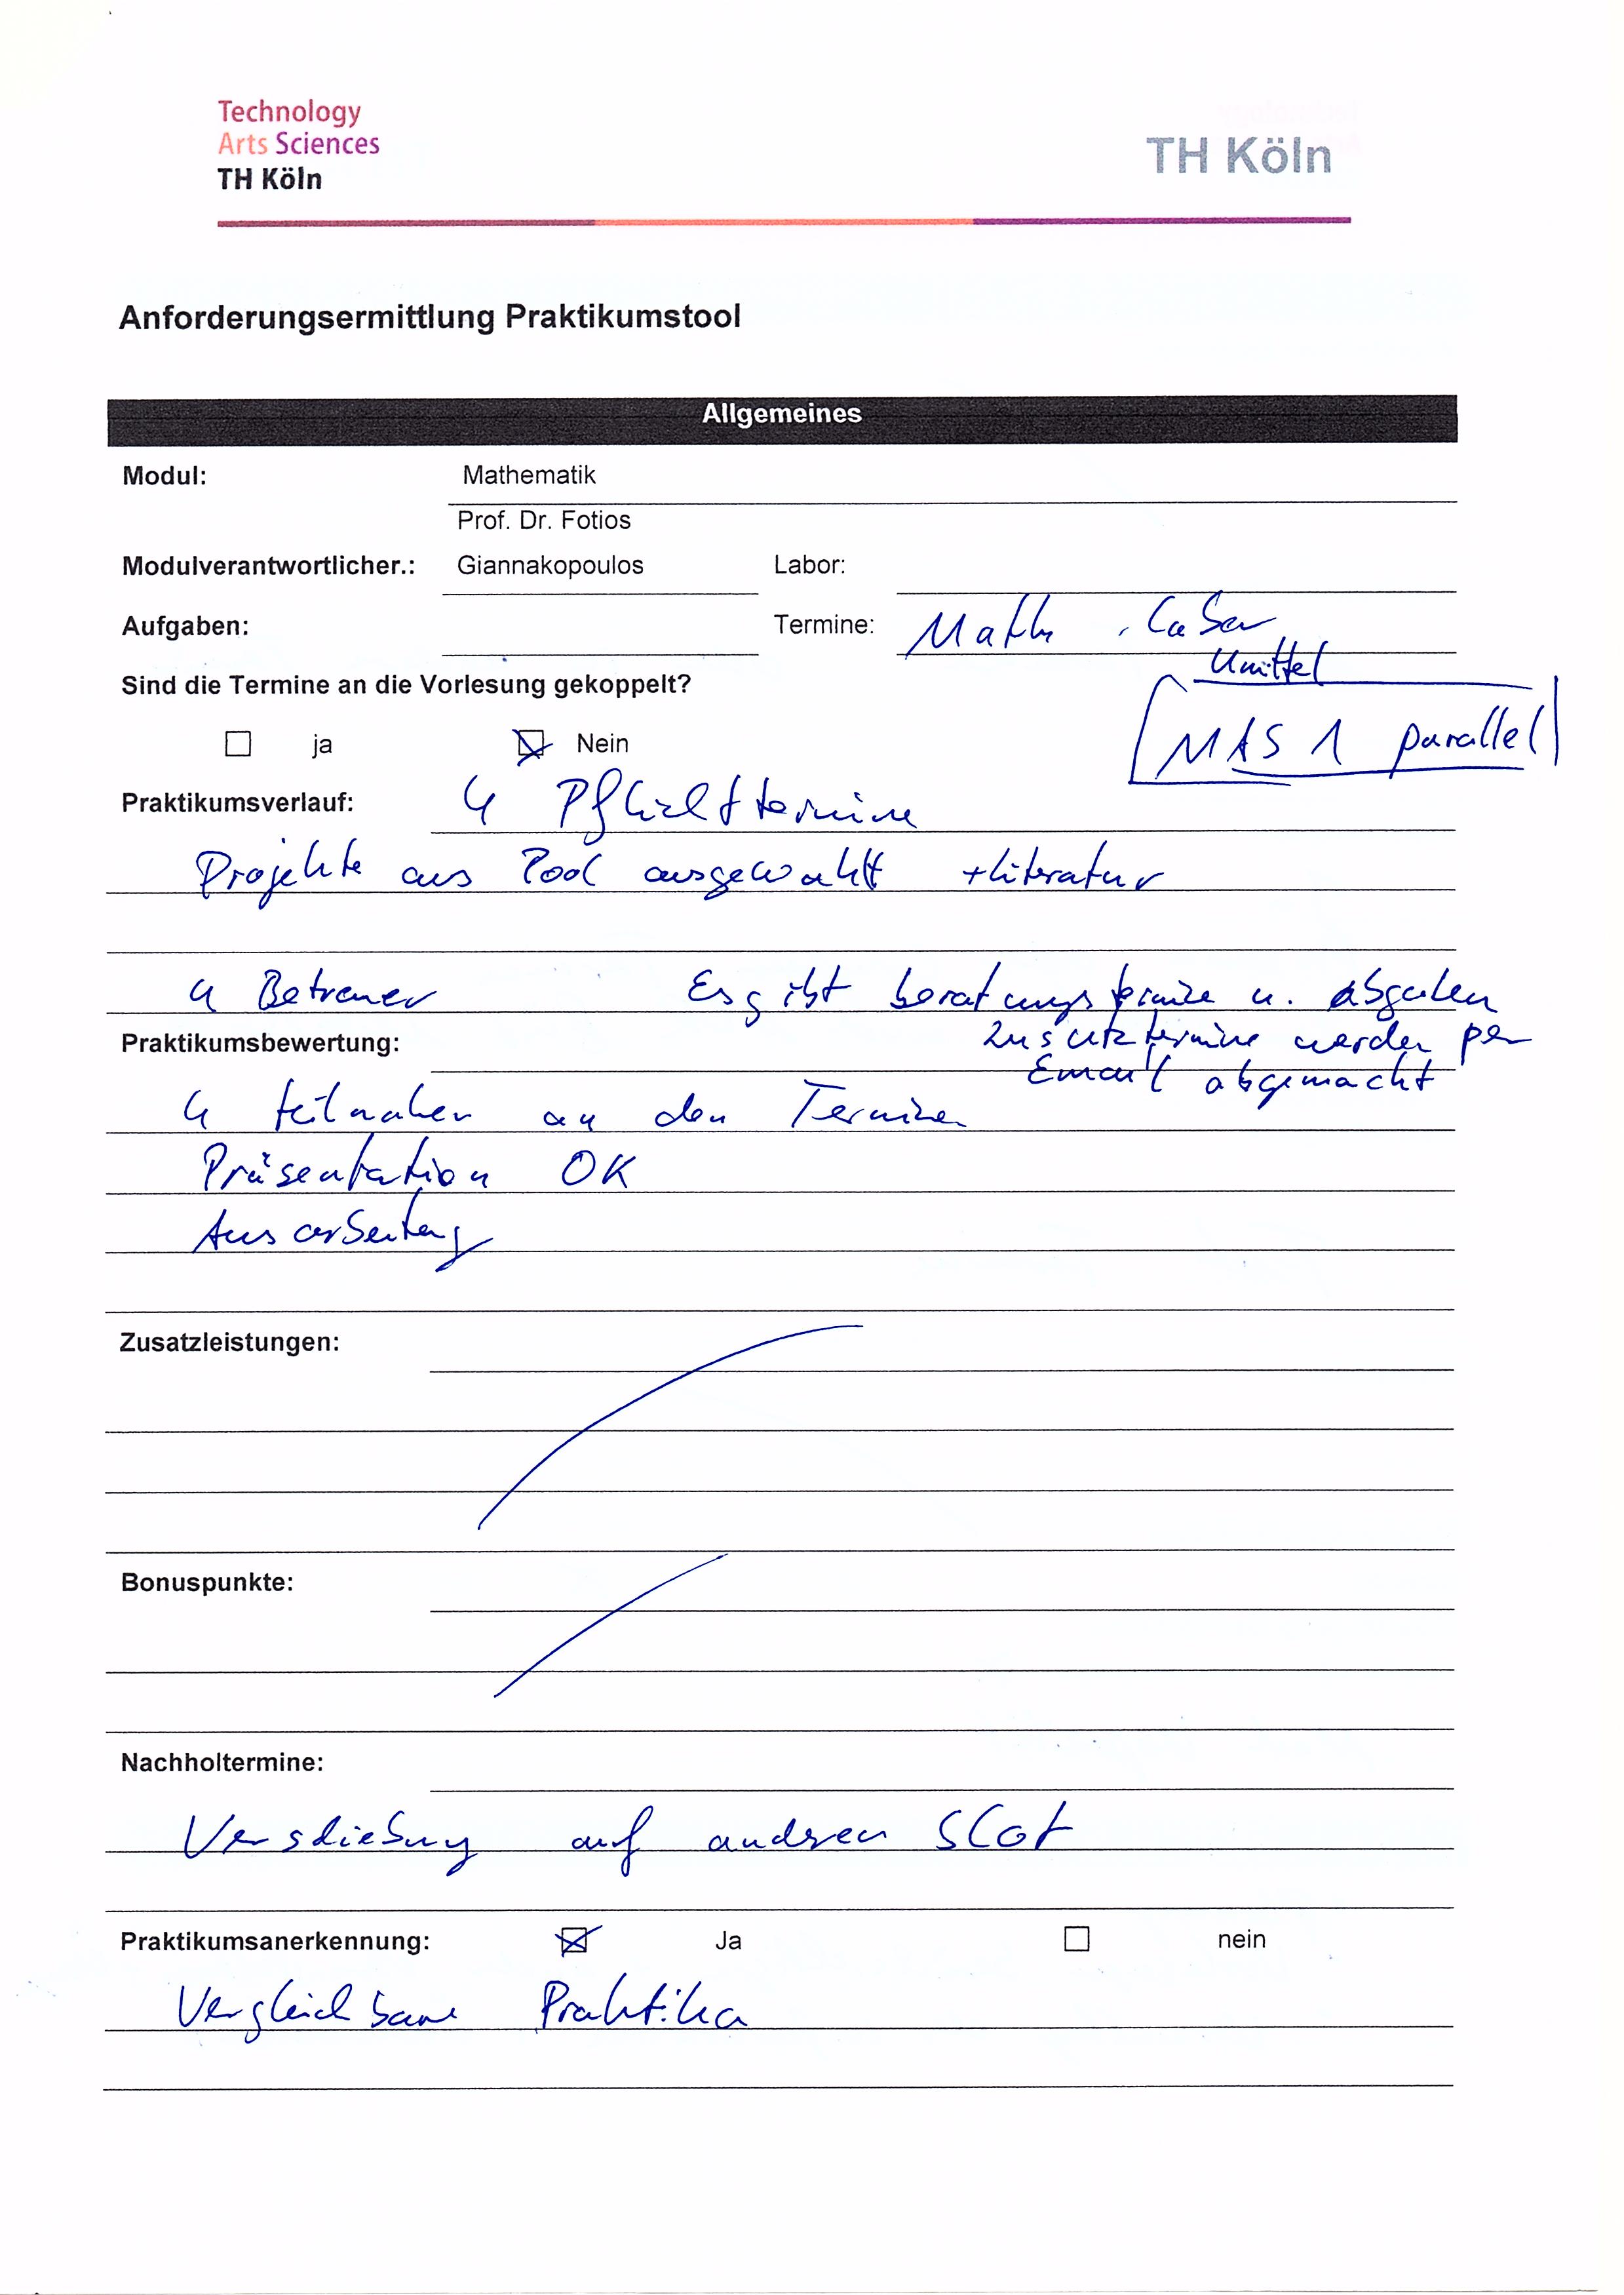 Technology
Arts Sciences
TH Köln
TH Köln
Anforderungsermittlung Praktikumstool
Allgemeines
Modul: Mathematik
Prof. Dr. Fotios
Modulverantwortlicher.: Giannakopoulos Labor:
Aufgaben: Termine: Math. Labor
Umittel
Sind die Termine an die Vorlesung gekoppelt?
MAS 1 parallel
ja Nein
Praktikumsverlauf: 4 Pflichttermine
Projekte aus Pool ausgewählt +Literatur
4 Betreuer Es gibt beratungstermine u. abgaben
Zusatztermine werden per
Praktikumsbewertung:
Email abgemacht
4 teilnahmen an den Terminen
Präsentation OK
Ausarbeitung
Zusatzleistungen:
Bonuspunkte:
Nachholtermine:
Verschiebung auf anderen Slot
Praktikumsanerkennung: Ja nein
Vergleichbare Praktika